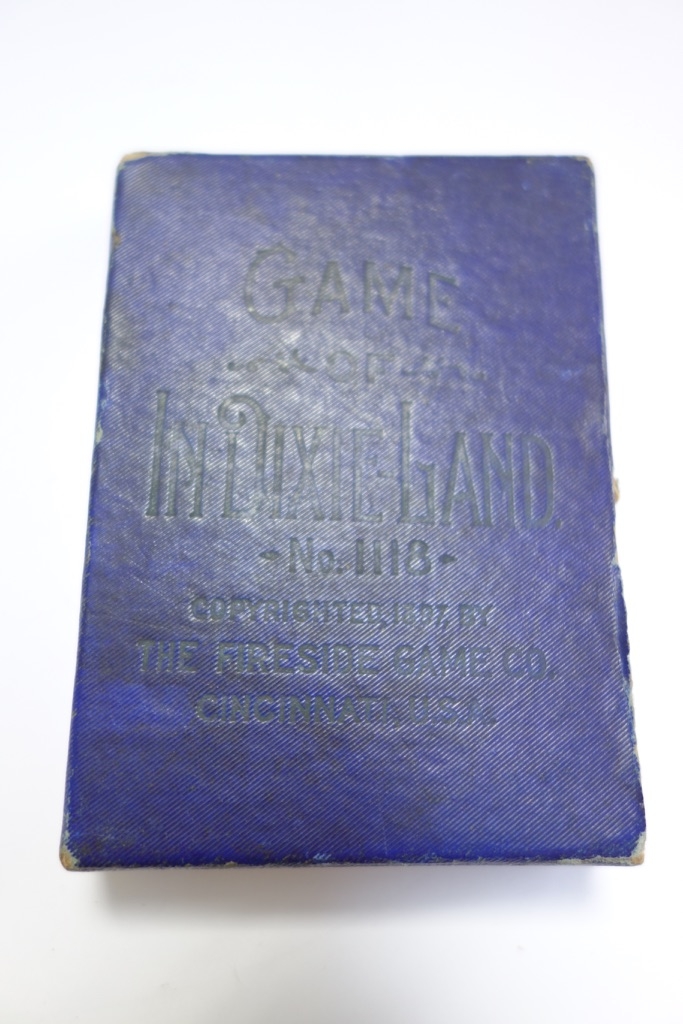 GAME
OF
IN DIXIE-LAND.
No. 1118
COPYRIGHTED, 1897, BY
THE FIRESIDE GAME CO.
CINCINNATI, U.S.A.